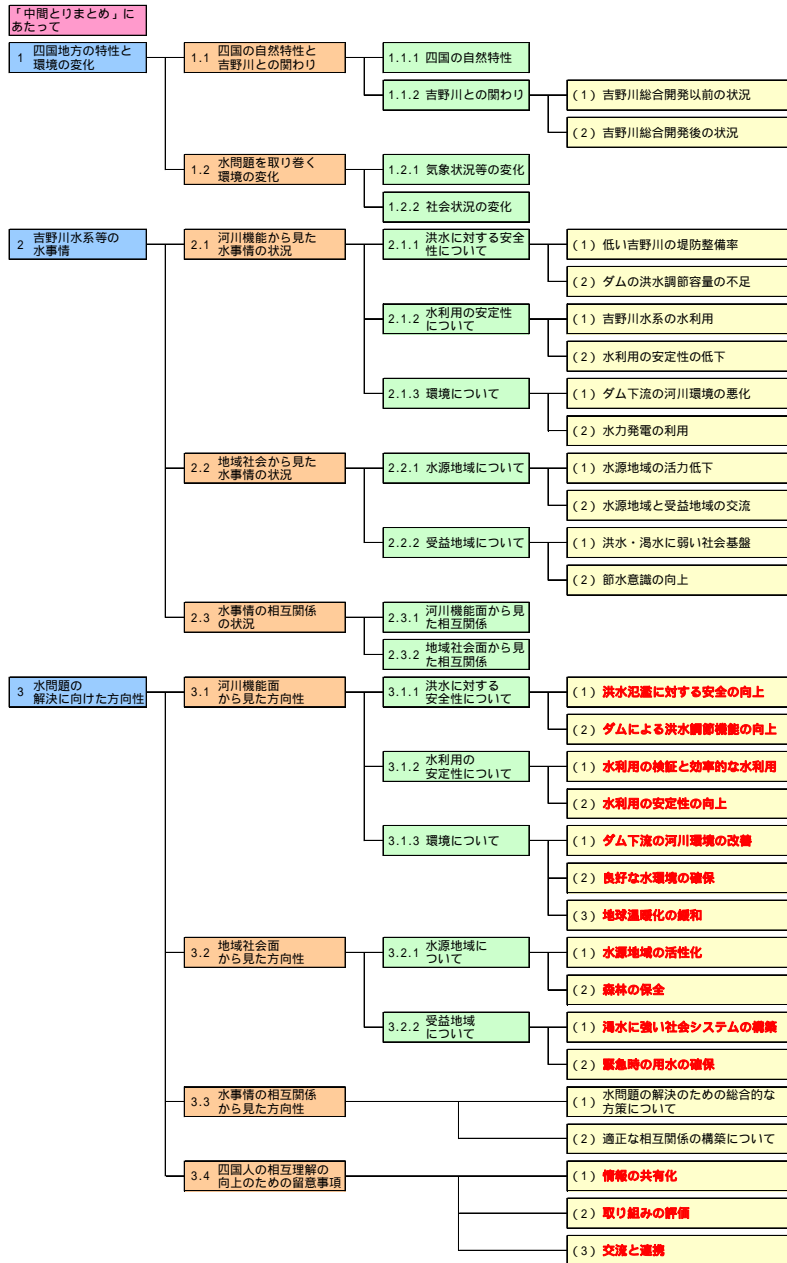 「中間とりまとめ」に
あたって
1 四国地方の特性と
環境の変化
1.1 四国の自然特性と
吉野川との関わり
1.1.1 四国の自然特性
1.1.2 吉野川との関わり
(1) 吉野川総合開発以前の状況
(2) 吉野川総合開発後の状況
1.2 水問題を取り巻く
環境の変化
1.2.1 気象状況等の変化
1.2.2 社会状況の変化
2 吉野川水系等の
水事情
2.1 河川機能から見た
水事情の状況
2.1.1 洪水に対する安全
性について
(1) 低い吉野川の堤防整備率
(2) ダムの洪水調節容量の不足
2.1.2 水利用の安定性
について
(1) 吉野川水系の水利用
(2) 水利用の安定性の低下
2.1.3 環境について
(1) ダム下流の河川環境の悪化
(2) 水力発電の利用
2.2 地域社会から見た
水事情の状況
2.2.1 水源地域について
(1) 水源地域の活力低下
(2) 水源地域と受益地域の交流
2.2.2 受益地域について
(1) 洪水・渇水に弱い社会基盤
(2) 節水意識の向上
2.3 水事情の相互関係
の状況
2.3.1 河川機能面から見
た相互関係
2.3.2 地域社会面から見
た相互関係
3 水問題の
解決に向けた方向性
3.1 河川機能面
から見た方向性
3.1.1 洪水に対する
安全性について
(1) 洪水氾濫に対する安全の向上
(2) ダムによる洪水調節機能の向上
3.1.2 水利用の
安定性について
(1) 水利用の検証と効率的な水利用
(2) 水利用の安定性の向上
3.1.3 環境について
(1) ダム下流の河川環境の改善
(2) 良好な水環境の確保
(3) 地球温暖化の緩和
3.2 地域社会面
から見た方向性
3.2.1 水源地域に
ついて
(1) 水源地域の活性化
(2) 森林の保全
3.2.2 受益地域
について
(1) 渇水に強い社会システムの構築
(2) 緊急時の用水の確保
3.3 水事情の相互関係
から見た方向性
(1) 水問題の解決のための総合的な
方策について
(2) 適正な相互関係の構築について
3.4 四国人の相互理解の
向上のための留意事項
(1) 情報の共有化
(2) 取り組みの評価
(3) 交流と連携